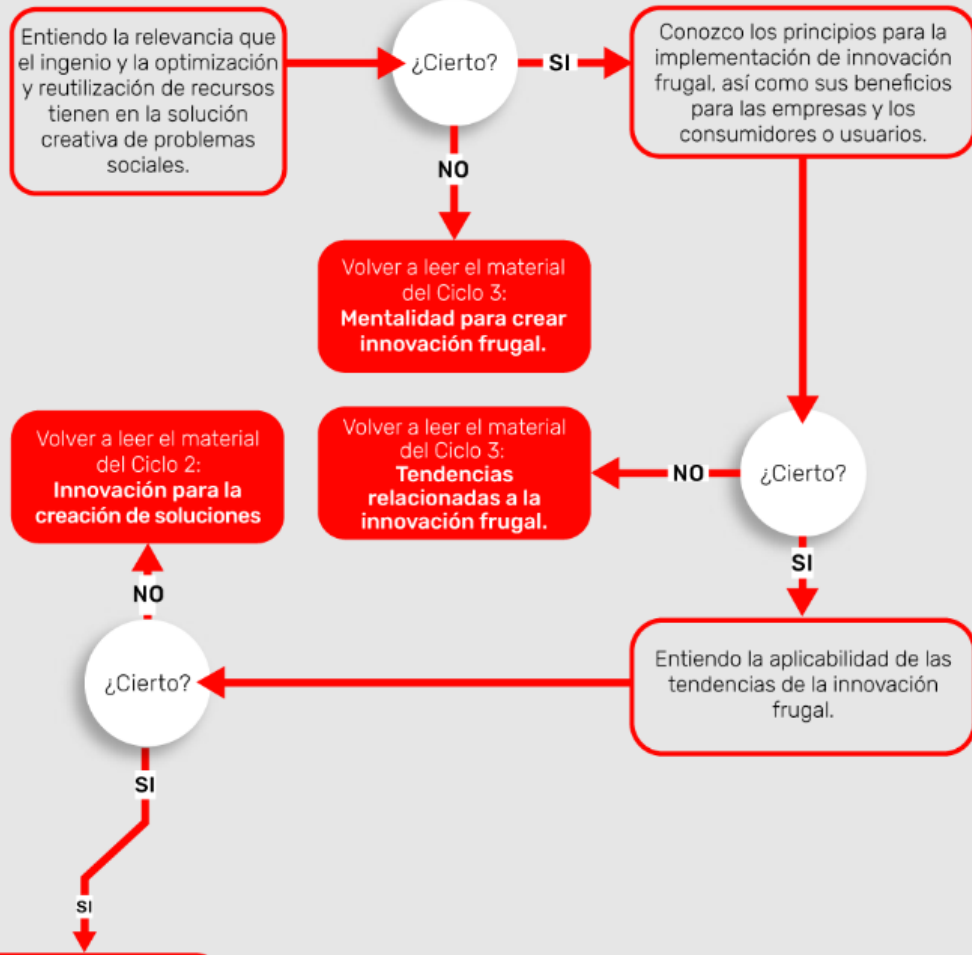 Entiendo la relevancia que
el ingenio y la optimización
y reutilización de recursos
tienen en la solución
creativa de problemas
sociales.
¿Cierto?
SI
Conozco los principios para la
implementación de innovación
frugal, así como sus beneficios
para las empresas y los
consumidores o usuarios.
NO
Volver a leer el material
del Ciclo 3:
Mentalidad para crear
innovación frugal.
Volver a leer el material
del Ciclo 2:
Innovación para la
creación de soluciones
Volver a leer el material
del Ciclo 3:
Tendencias
relacionadas a la
innovación frugal.
NO
¿Cierto?
SI
NO
¿Cierto?
Entiendo la aplicabilidad de las
tendencias de la innovación
frugal.
SI
SI